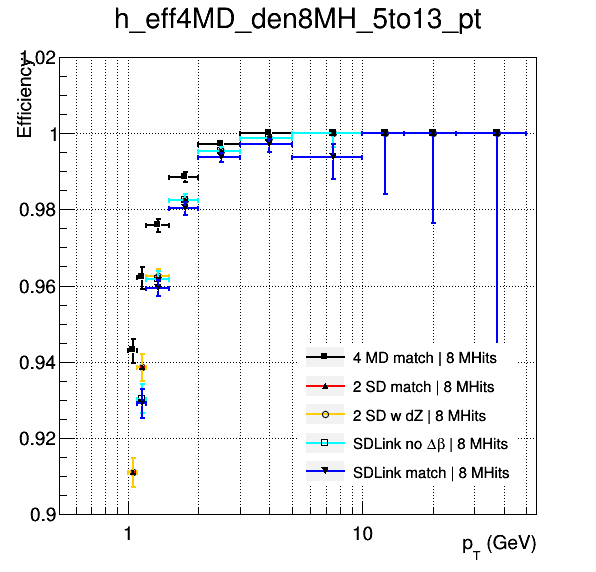 h_eff4MD_den8MH_5to13_pt
Efficiency
1.02
1
0.98
0.96
0.94
0.92
0.9
4 MD match | 8 MHits
2 SD match | 8 MHits
2 SD w dZ | 8 MHits
SDLink no Δβ | 8 MHits
SDLink match | 8 MHits
1
10
p_T (GeV)